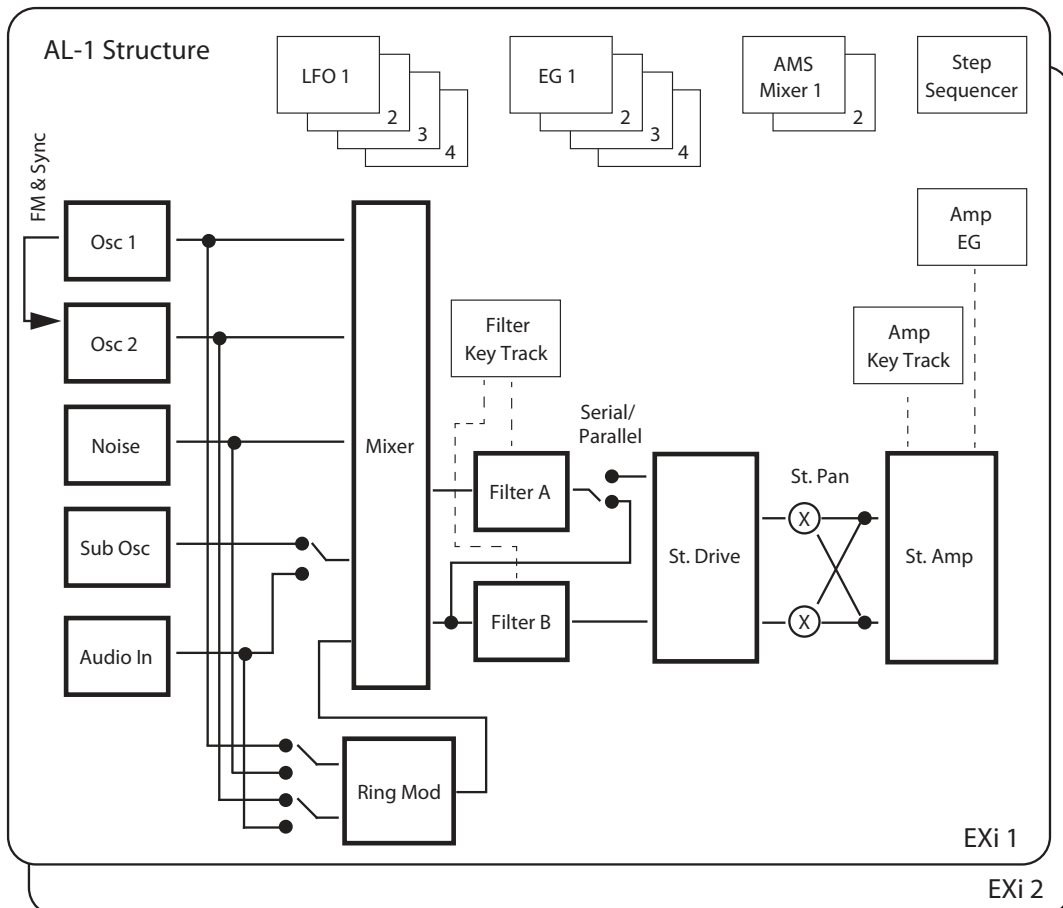 AL-1 Structure
LFO 1
2
3
4
EG 1
2
3
4
AMS
Mixer 1
2
Step
Sequencer
FM & Sync
Osc 1
Osc 2
Noise
Sub Osc
Audio In
Mixer
Ring Mod
Filter
Key Track
Filter A
Filter B
Serial/
Parallel
St. Drive
St. Pan
X
X
Amp
Key Track
Amp
EG
St. Amp
EXi 1
EXi 2